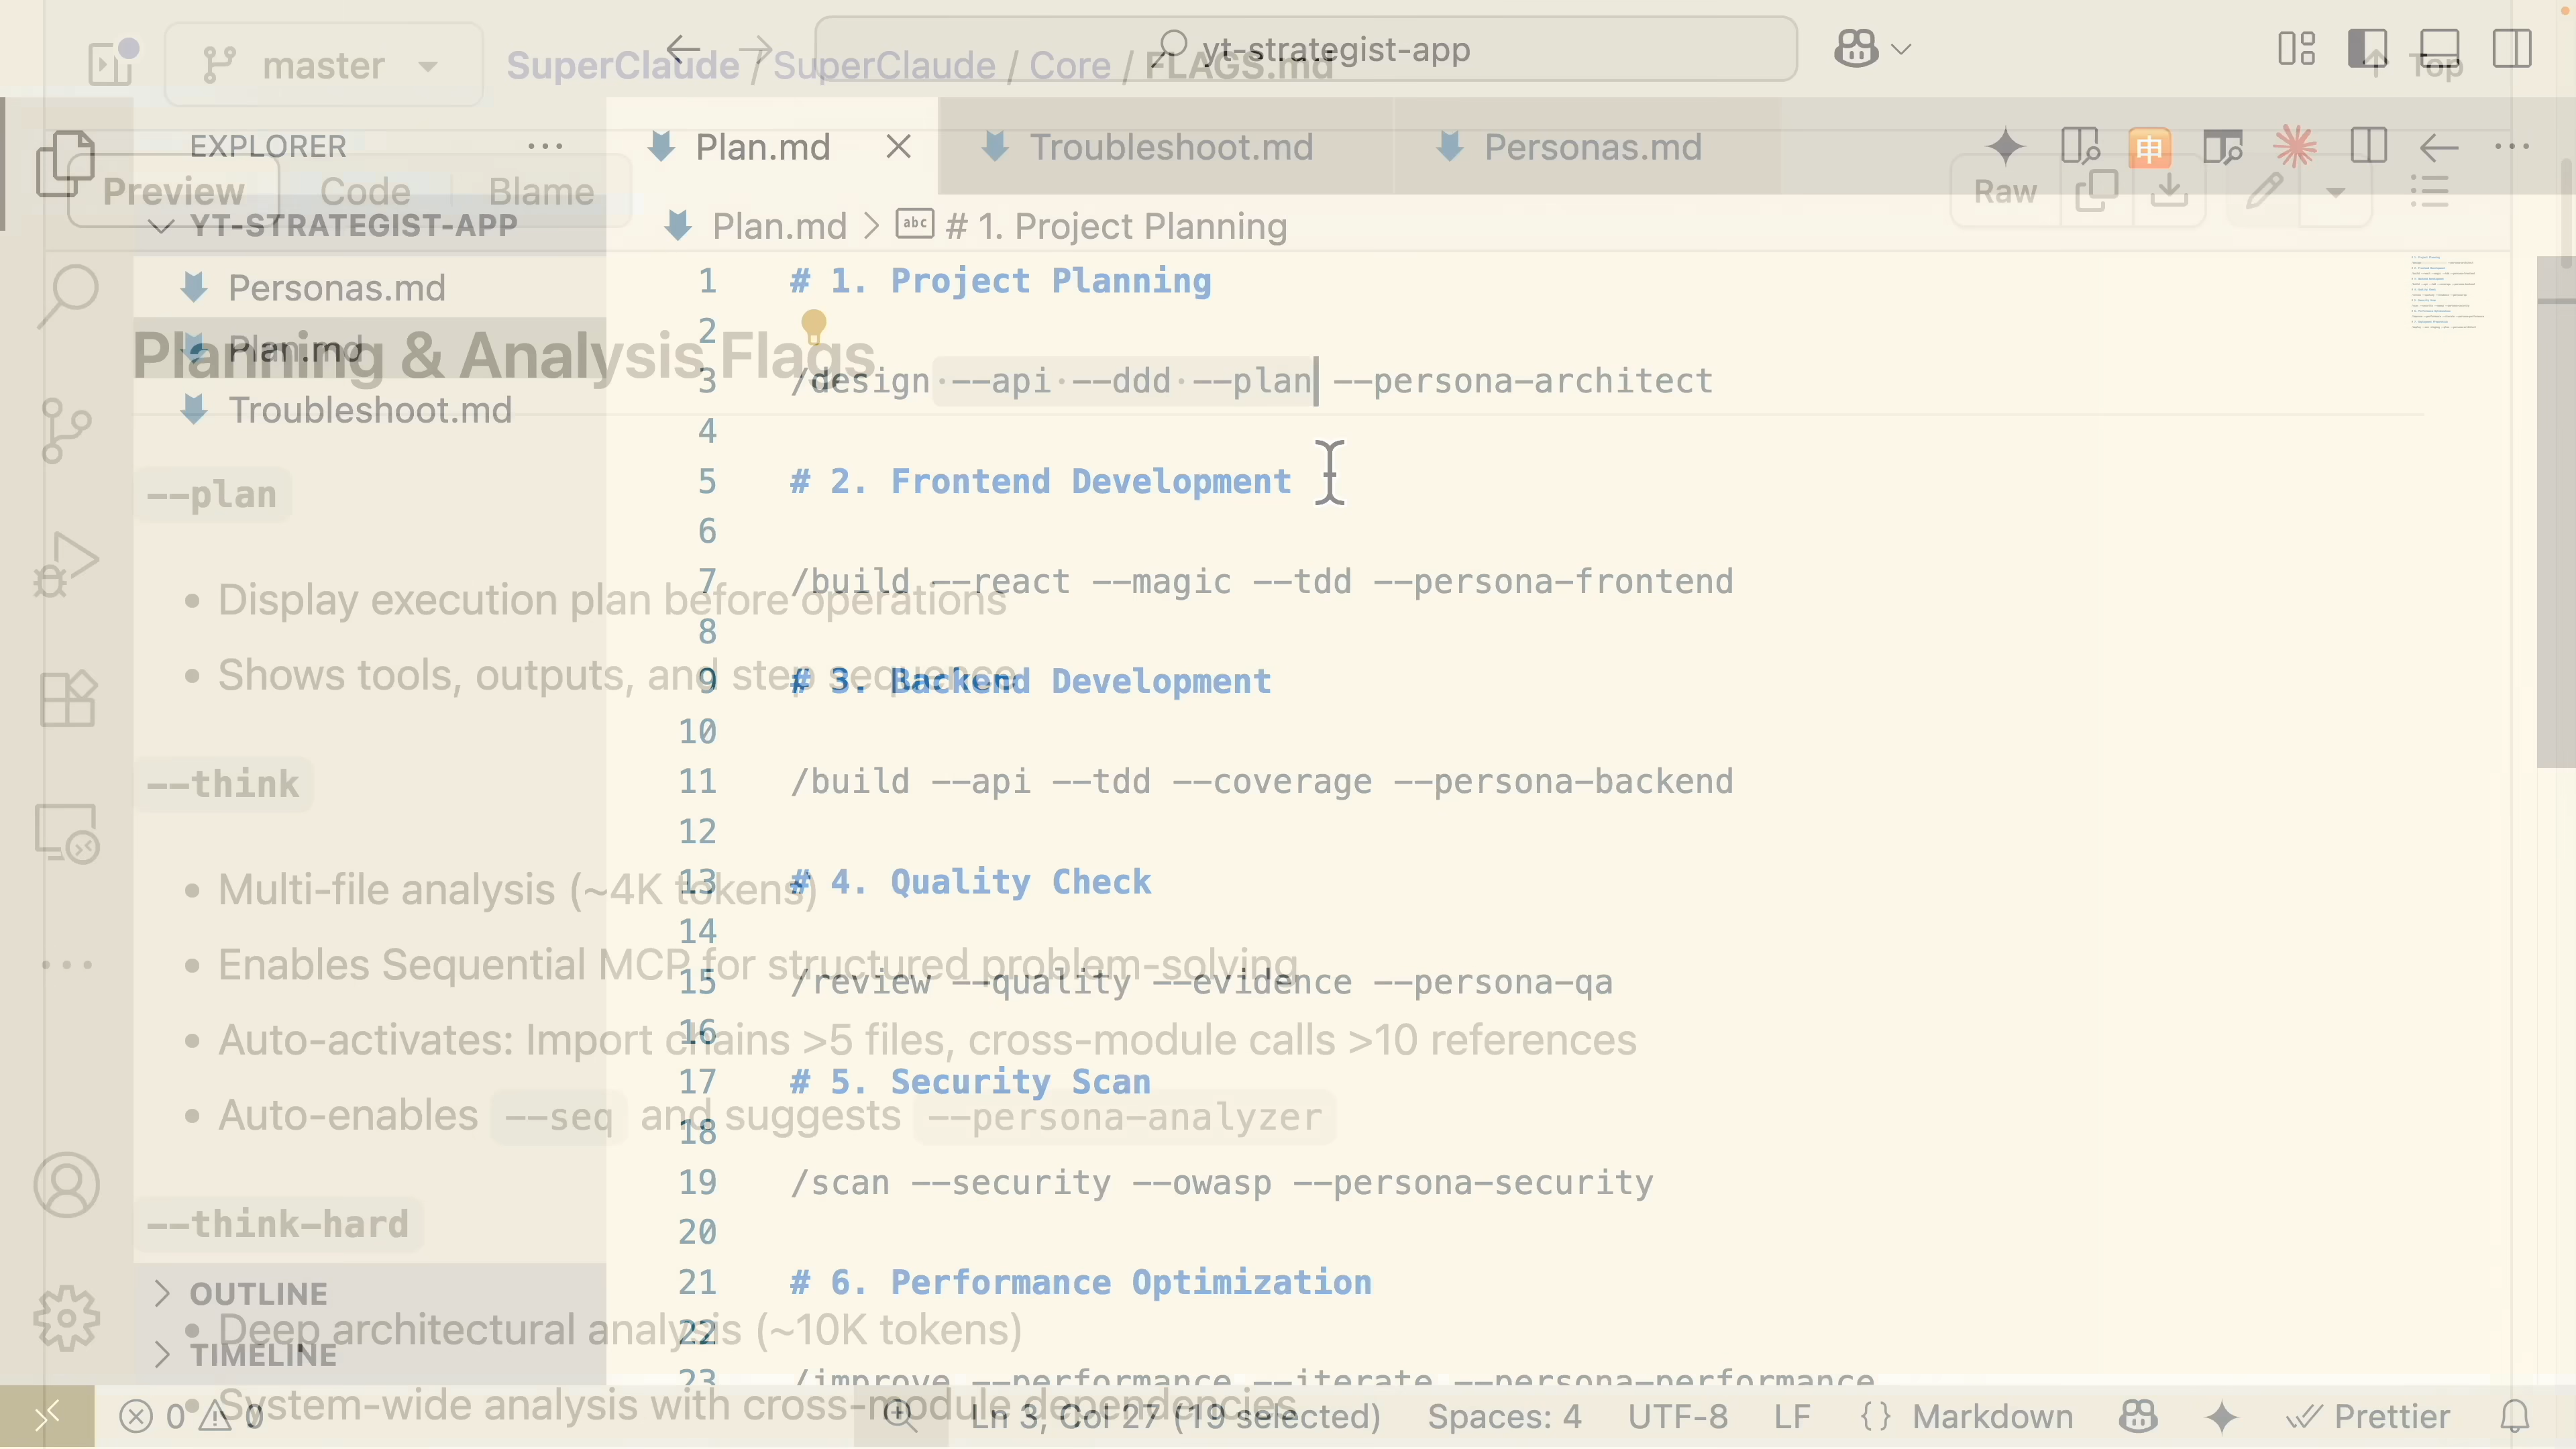 master
SuperClaude / SuperClaude / Core / FLAGS.md
yt-strategist-app
Top
EXPLORER
Plan.md
Troubleshoot.md
Personas.md
Preview
Code
Blame
Raw
YT-STRATEGIST-APP
Plan.md > abc # 1. Project Planning
Personas.md
Plan.md
Troubleshoot.md
Planning & Analysis Flags
--plan
Display execution plan before operations
Shows tools, outputs, and step sequence
--think
Multi-file analysis (~4K tokens)
Enables Sequential MCP for structured problem-solving
Auto-activates: Import chains >5 files, cross-module calls >10 references
Auto-enables --seq and suggests --persona-analyzer
--think-hard
Deep architectural analysis (~10K tokens)
System-wide analysis with cross-module dependencies
OUTLINE
TIMELINE
1 # 1. Project Planning
2
3 /design --api --ddd --plan --persona-architect
4
5 # 2. Frontend Development
6
7 /build --react --magic --tdd --persona-frontend
8
9 # 3. Backend Development
10
11 /build --api --tdd --coverage --persona-backend
12
13 # 4. Quality Check
14
15 /review --quality --evidence --persona-qa
16
17 # 5. Security Scan
18
19 /scan --security --owasp --persona-security
20
21 # 6. Performance Optimization
22
23 /improve --performance --iterate --persona-performance
0 0 Ln 3, Col 27 (19 selected) Spaces: 4 UTF-8 LF {} Markdown Prettier